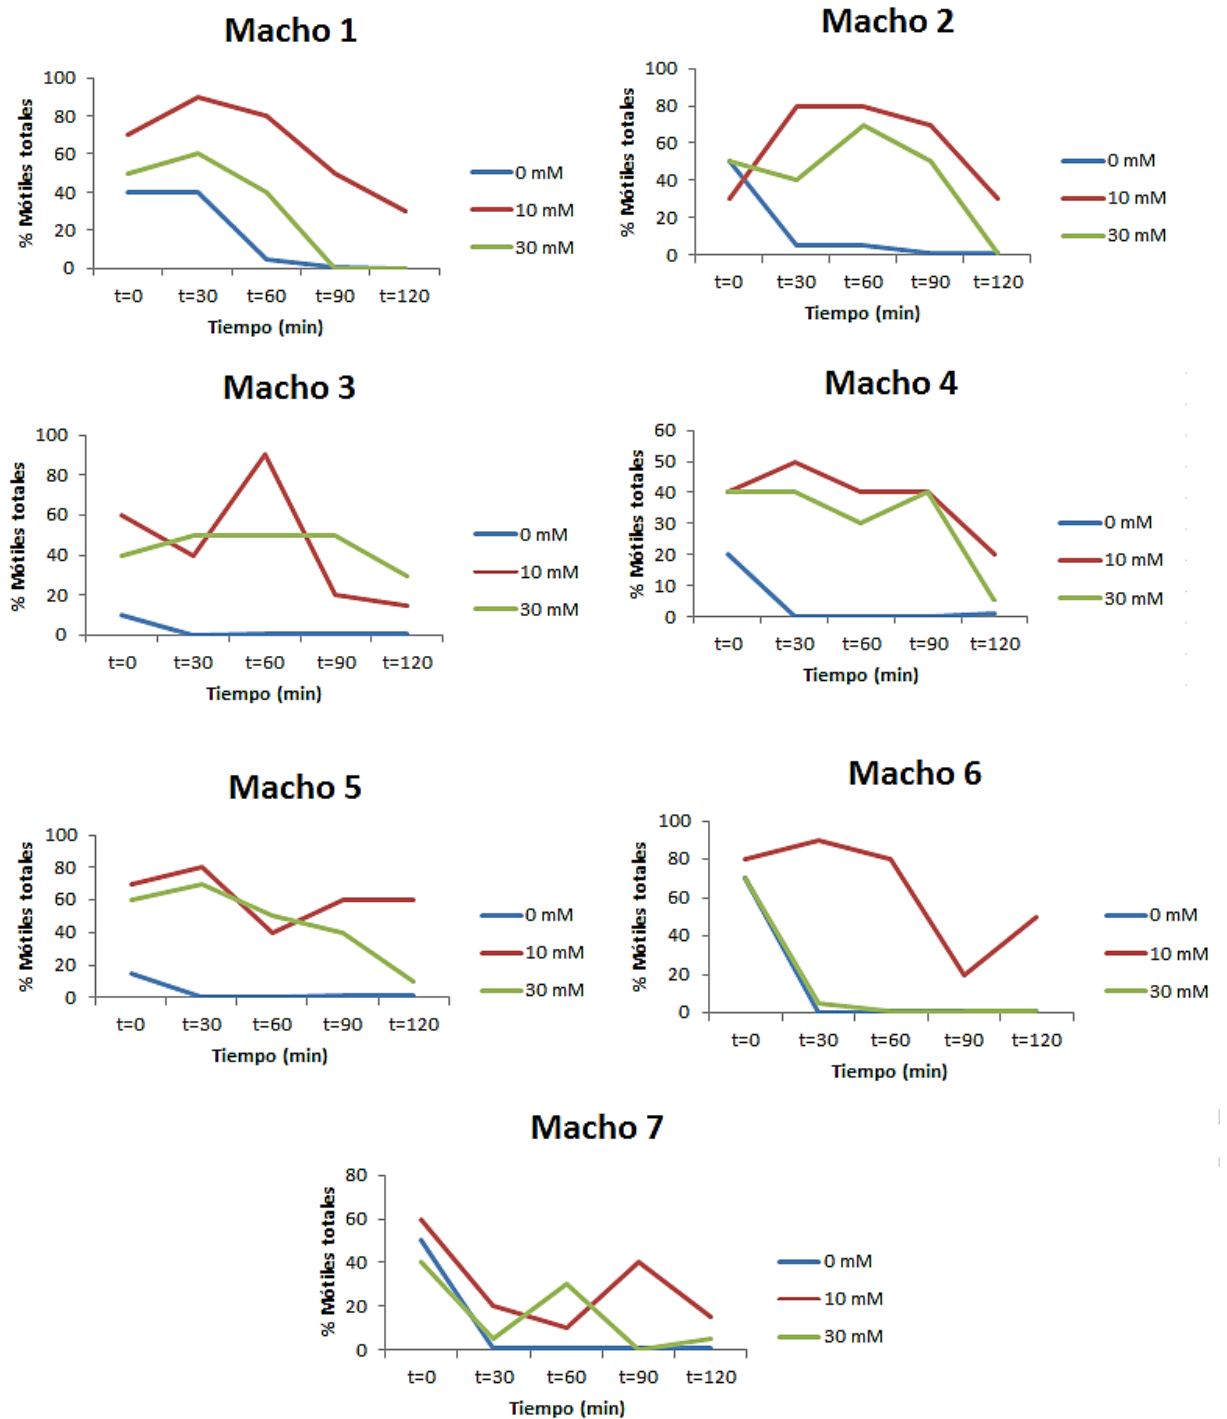 Macho 1
100
80
60
40
20
0
% Mótiles totales
t=0 t=30 t=60 t=90 t=120
Tiempo (min)
0 mM
10 mM
30 mM
Macho 2
100
80
60
40
20
0
% Mótiles totales
t=0 t=30 t=60 t=90 t=120
Tiempo (min)
0 mM
10 mM
30 mM
Macho 3
100
80
60
40
20
0
% Mótiles totales
t=0 t=30 t=60 t=90 t=120
Tiempo (min)
0 mM
10 mM
30 mM
Macho 4
60
50
40
30
20
10
0
% Mótiles totales
t=0 t=30 t=60 t=90 t=120
Tiempo (min)
0 mM
10 mM
30 mM
Macho 5
100
80
60
40
20
0
% Mótiles totales
t=0 t=30 t=60 t=90 t=120
Tiempo (min)
0 mM
10 mM
30 mM
Macho 6
100
80
60
40
20
0
% Mótiles totales
t=0 t=30 t=60 t=90 t=120
Tiempo (min)
0 mM
10 mM
30 mM
Macho 7
80
60
40
20
0
% Mótiles totales
t=0 t=30 t=60 t=90 t=120
Tiempo (min)
0 mM
10 mM
30 mM